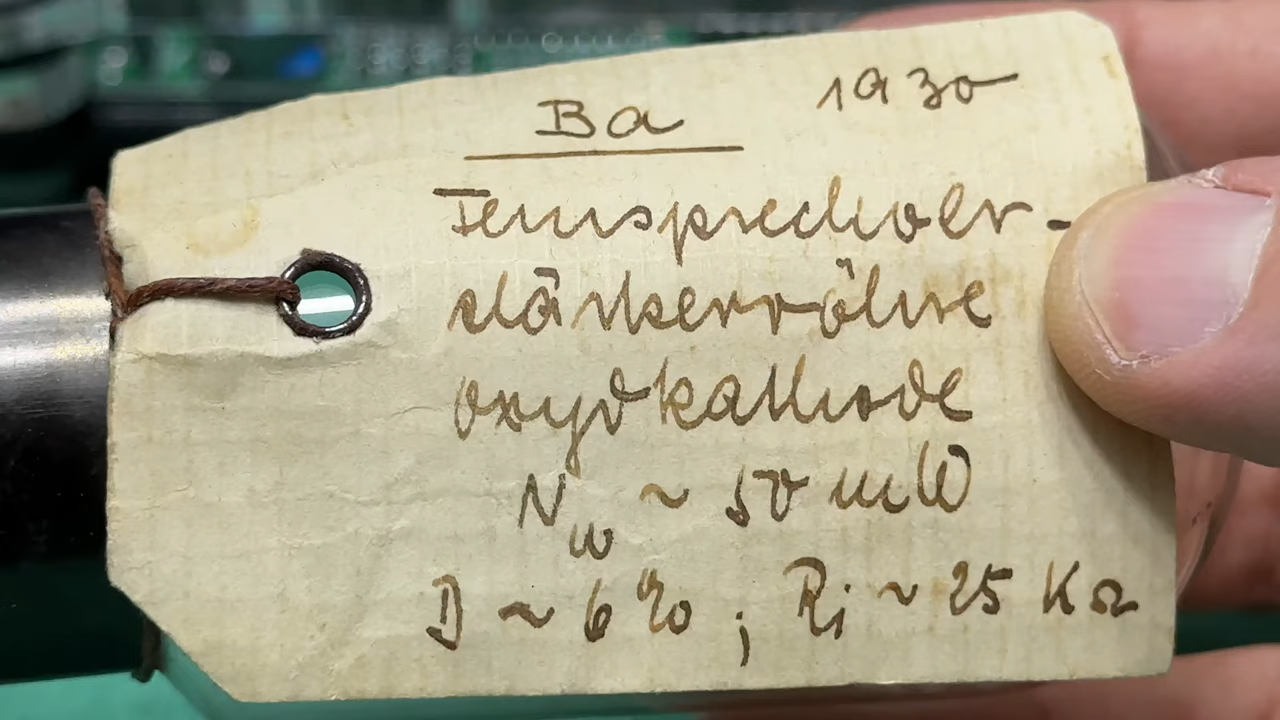 Ba 1930
Fernsprechver-
stärkerröhre
oxydkathode
Nw ~ 50 mW
D ~ 6 % ; Ri ~ 25 KΩ